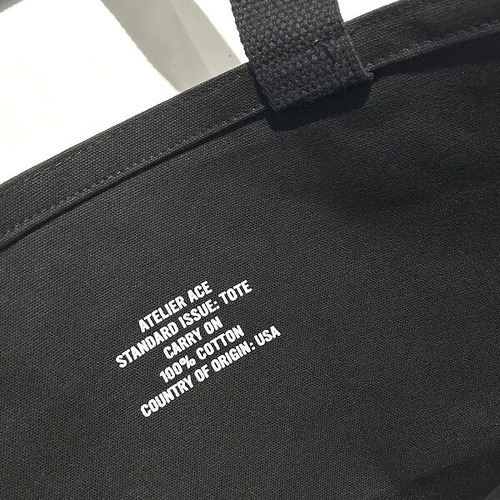 ATELIER ACE
STANDARD ISSUE: TOTE
CARRY ON
100% COTTON
COUNTRY OF ORIGIN: USA